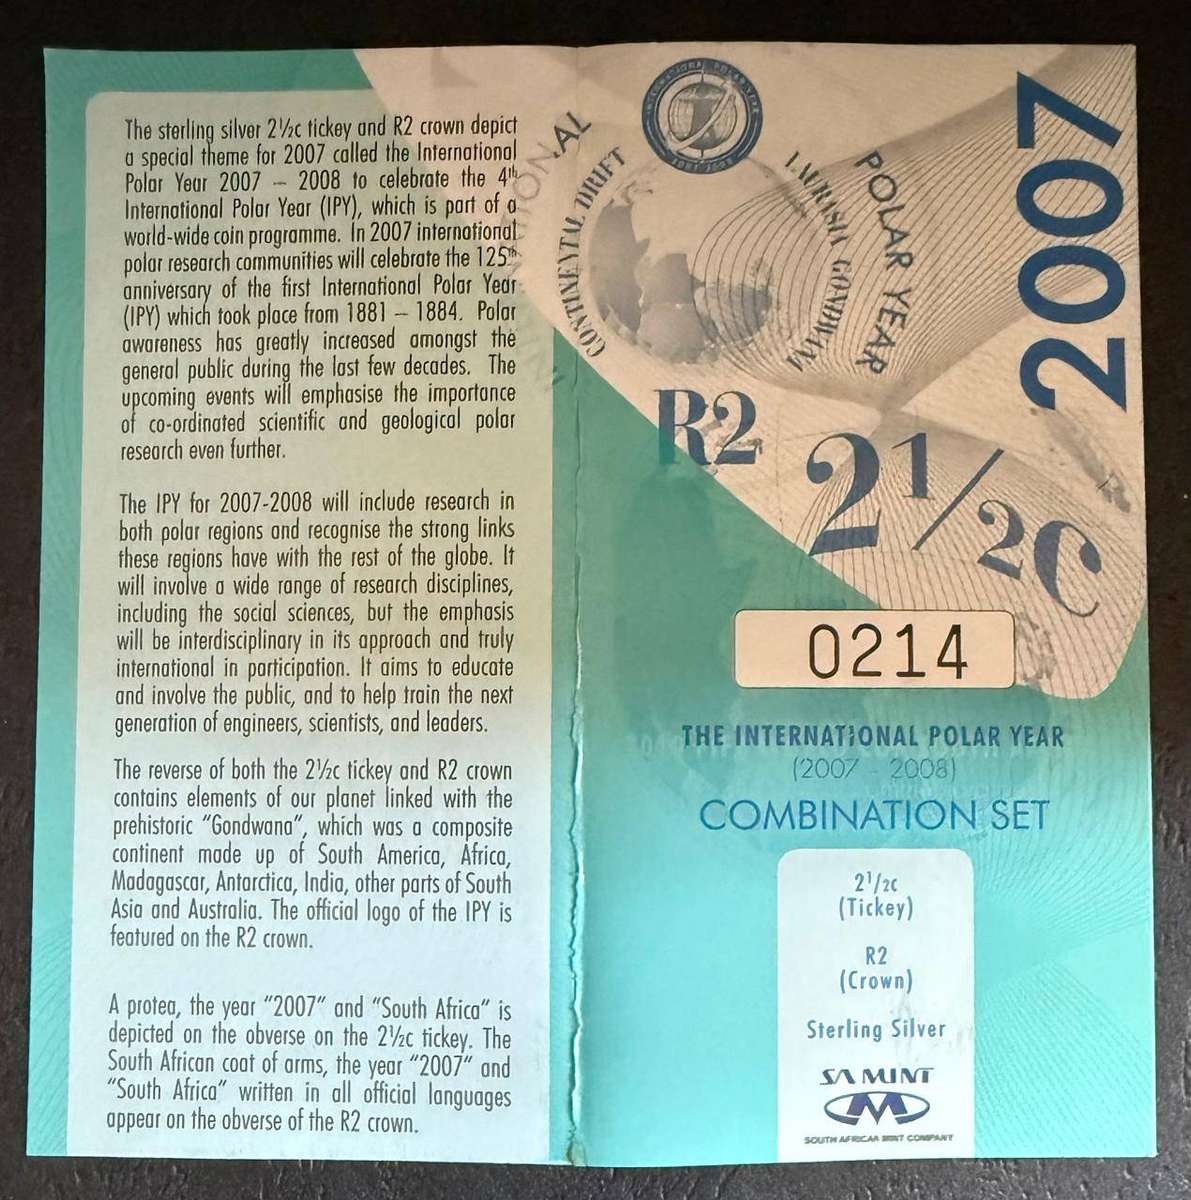 The sterling silver 2½c tickey and R2 crown depict
a special theme for 2007 called the International
Polar Year 2007 – 2008 to celebrate the 4th
International Polar Year (IPY), which is part of a
world-wide coin programme. In 2007 international
polar research communities will celebrate the 125th
anniversary of the first International Polar Year
(IPY) which took place from 1881 – 1884. Polar
awareness has greatly increased amongst the
general public during the last few decades. The
upcoming events will emphasise the importance
of co-ordinated scientific and geological polar
research even further.
The IPY for 2007-2008 will include research in
both polar regions and recognise the strong links
these regions have with the rest of the globe. It
will involve a wide range of research disciplines,
including the social sciences, but the emphasis
will be interdisciplinary in its approach and truly
international in participation. It aims to educate
and involve the public, and to help train the next
generation of engineers, scientists, and leaders.
The reverse of both the 2½c tickey and R2 crown
contains elements of our planet linked with the
prehistoric "Gondwana", which was a composite
continent made up of South America, Africa,
Madagascar, Antarctica, India, other parts of South
Asia and Australia. The official logo of the IPY is
featured on the R2 crown.
A protea, the year "2007" and "South Africa" is
depicted on the obverse on the 2½c tickey. The
South African coat of arms, the year "2007" and
"South Africa" written in all official languages
appear on the obverse of the R2 crown.
INTERNATIONAL POLAR YEAR
2007 2008
CONTINENTAL DRIFT
LAURASIA GONDWANA
POLAR YEAR
2007
R2
2½C
0214
THE INTERNATIONAL POLAR YEAR
(2007 - 2008)
COMBINATION SET
2½c
(Tickey)
R2
(Crown)
Sterling Silver
SA MINT
SOUTH AFRICAN MINT COMPANY